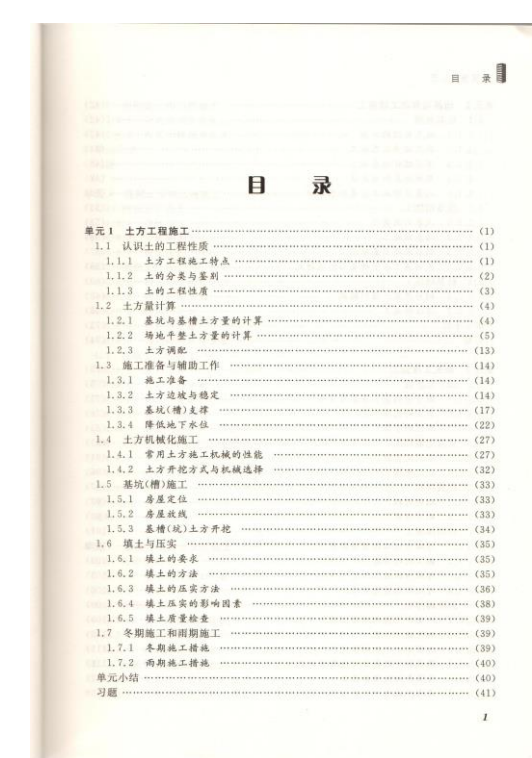 目 录
目 录
单元1 土方工程施工……………………(1)
1.1 认识土的工程性质……………………(1)
1.1.1 土方工程施工特点……………………(1)
1.1.2 土的分类与鉴别……………………(2)
1.1.3 土的工程性质……………………(3)
1.2 土方量计算……………………(4)
1.2.1 基坑与基槽土方量的计算……………………(4)
1.2.2 场地平整土方量的计算……………………(5)
1.2.3 土方调配……………………(13)
1.3 施工准备与辅助工作……………………(14)
1.3.1 施工准备……………………(14)
1.3.2 土方边坡与稳定……………………(14)
1.3.3 基坑(槽)支撑……………………(17)
1.3.4 降低地下水位……………………(22)
1.4 土方机械化施工……………………(27)
1.4.1 常用土方施工机械的性能……………………(27)
1.4.2 土方开挖方式与机械选择……………………(32)
1.5 基坑(槽)施工……………………(33)
1.5.1 房屋定位……………………(33)
1.5.2 房屋放线……………………(33)
1.5.3 基槽(坑)土方开挖……………………(34)
1.6 填土与压实……………………(35)
1.6.1 填土的要求……………………(35)
1.6.2 填土的方法……………………(35)
1.6.3 填土的压实方法……………………(36)
1.6.4 填土压实的影响因素……………………(38)
1.6.5 填土质量检查……………………(39)
1.7 冬期施工和雨期施工……………………(39)
1.7.1 冬期施工措施……………………(39)
1.7.2 雨期施工措施……………………(40)
单元小结……………………(40)
习题……………………(41)
1